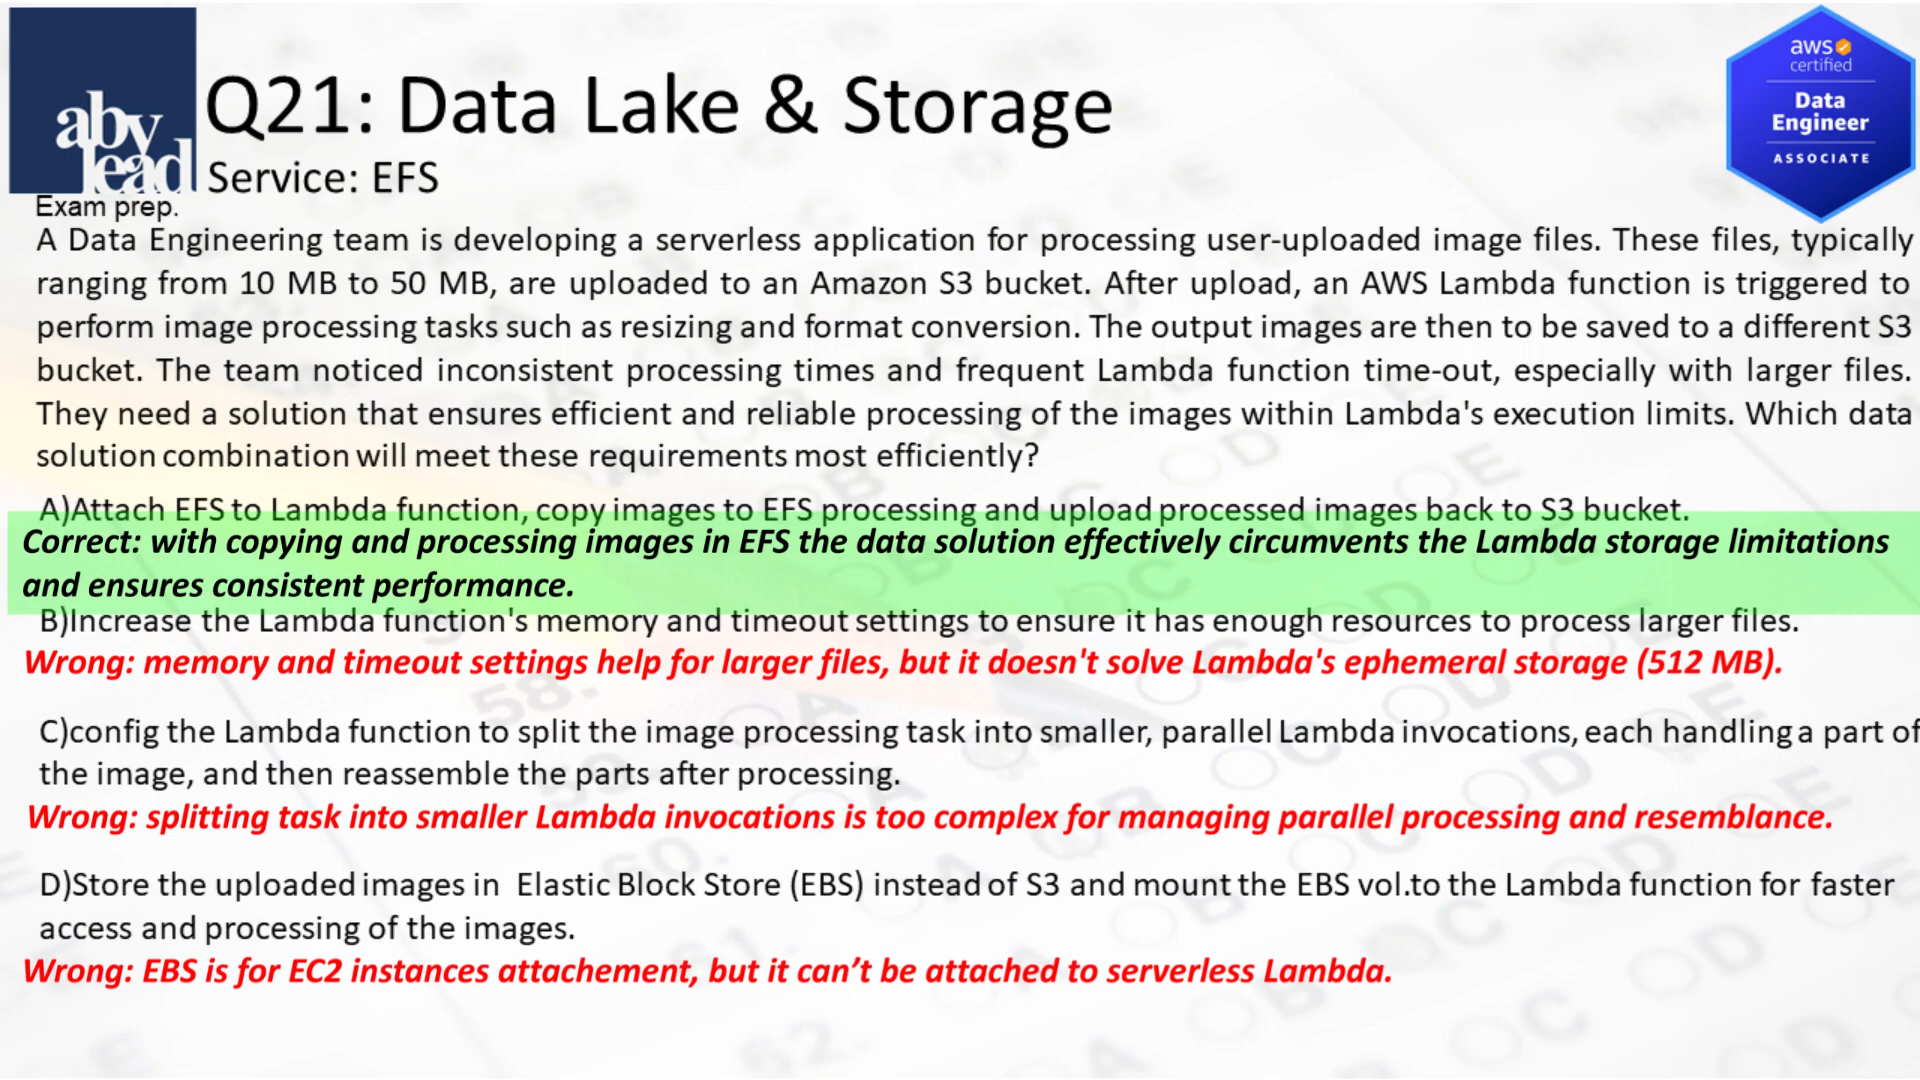 aby
lead
Exam prep.
Q21: Data Lake & Storage
Service: EFS
aws
certified
Data
Engineer
ASSOCIATE
A Data Engineering team is developing a serverless application for processing user-uploaded image files. These files, typically
ranging from 10 MB to 50 MB, are uploaded to an Amazon S3 bucket. After upload, an AWS Lambda function is triggered to
perform image processing tasks such as resizing and format conversion. The output images are then to be saved to a different S3
bucket. The team noticed inconsistent processing times and frequent Lambda function time-out, especially with larger files.
They need a solution that ensures efficient and reliable processing of the images within Lambda's execution limits. Which data
solution combination will meet these requirements most efficiently?
A)Attach EFS to Lambda function, copy images to EFS processing and upload processed images back to S3 bucket.
Correct: with copying and processing images in EFS the data solution effectively circumvents the Lambda storage limitations
and ensures consistent performance.
B)Increase the Lambda function's memory and timeout settings to ensure it has enough resources to process larger files.
Wrong: memory and timeout settings help for larger files, but it doesn't solve Lambda's ephemeral storage (512 MB).
C)config the Lambda function to split the image processing task into smaller, parallel Lambda invocations, each handling a part of
the image, and then reassemble the parts after processing.
Wrong: splitting task into smaller Lambda invocations is too complex for managing parallel processing and resemblance.
D)Store the uploaded images in Elastic Block Store (EBS) instead of S3 and mount the EBS vol.to the Lambda function for faster
access and processing of the images.
Wrong: EBS is for EC2 instances attachement, but it can't be attached to serverless Lambda.